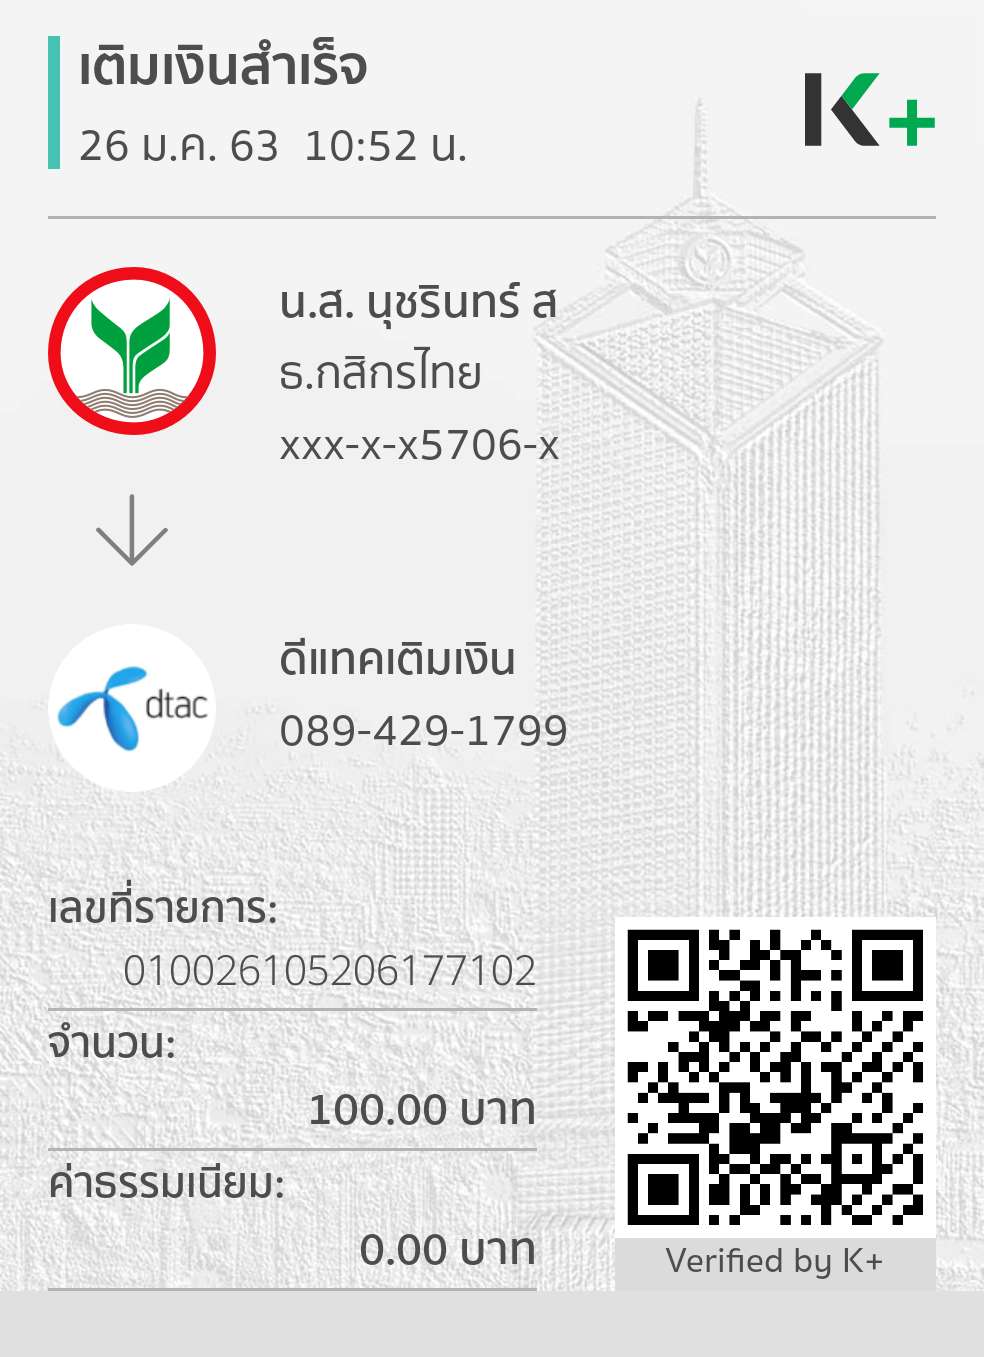 เติมเงินสำเร็จ
26 ม.ค. 63  10:52 น.
K+
น.ส. นุชรินทร์ ส
ธ.กสิกรไทย
xxx-x-x5706-x
dtac
ดีแทคเติมเงิน
089-429-1799
เลขที่รายการ:
010026105206177102
จำนวน:
100.00 บาท
ค่าธรรมเนียม:
0.00 บาท
Verified by K+